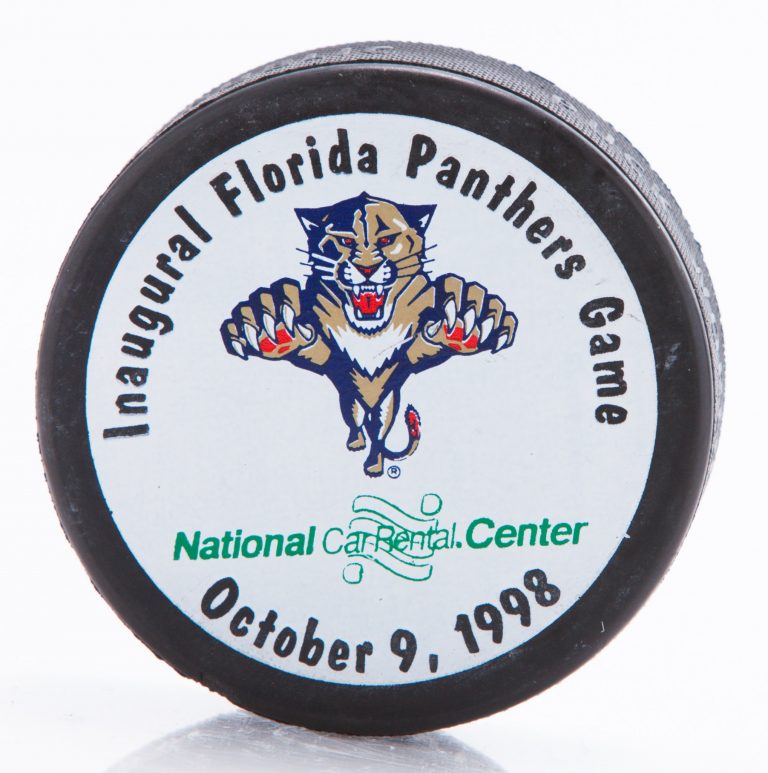 Inaugural Florida Panthers Game
®
National Car Rental. Center
October 9, 1998